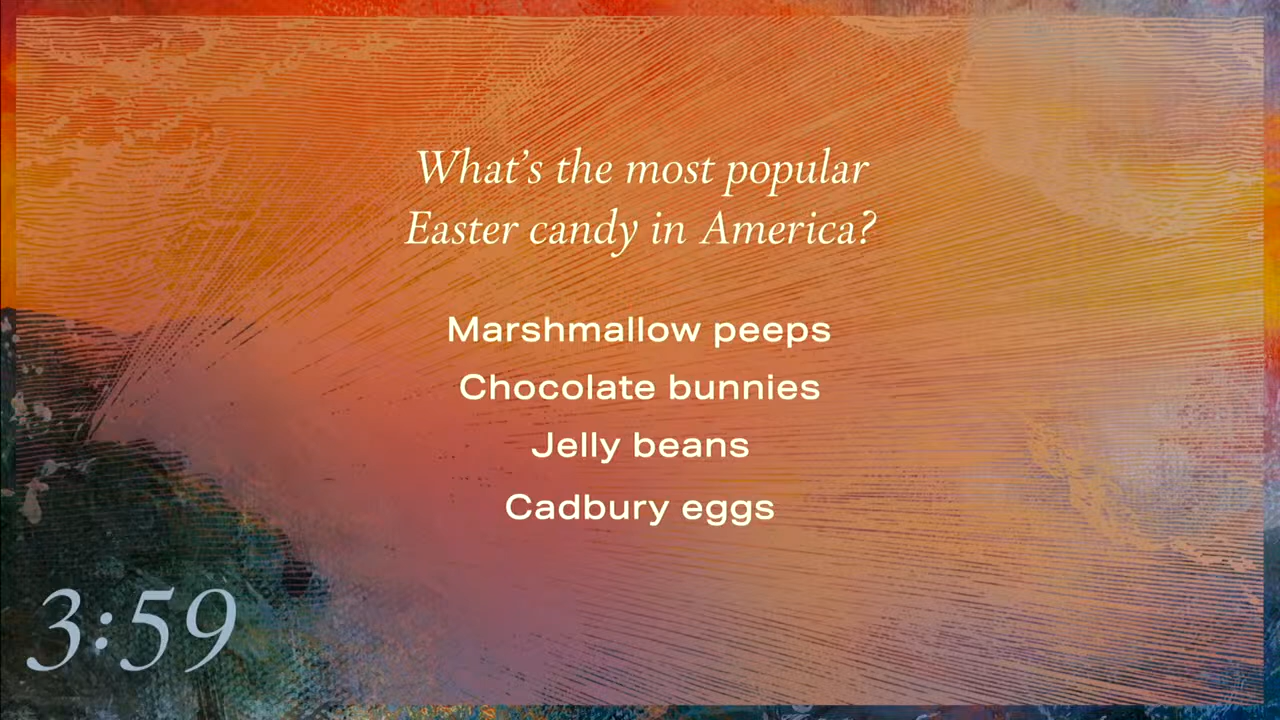 What’s the most popular
Easter candy in America?
Marshmallow peeps
Chocolate bunnies
Jelly beans
Cadbury eggs
3:59